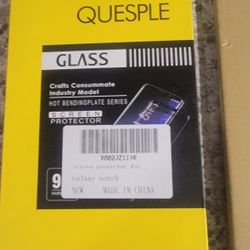 QUESPLE
GLASS
Crafts Consummate
Industry Model
HOT BENDINGPLATE SERIES
SCREEN
PROTECTOR
X002JZ11YR
screen protector for
Galaxy note9
NEW MADE IN CHINA
9